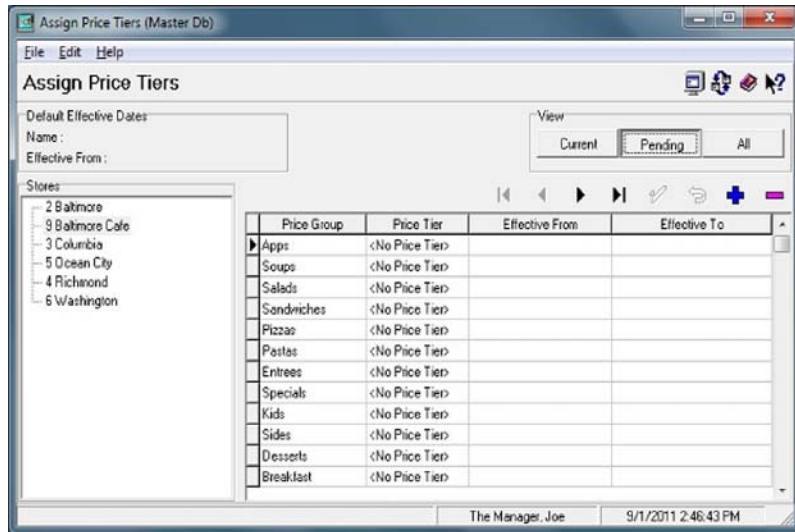 Assign Price Tiers (Master Db)
File Edit Help
Assign Price Tiers
Default Effective Dates
Name :
Effective From :
View
Current Pending All
Stores
2 Baltimore
9 Baltimore Cafe
3 Columbia
5 Ocean City
4 Richmond
6 Washington
Price Group Price Tier Effective From Effective To
Apps <No Price Tier>
Soups <No Price Tier>
Salads <No Price Tier>
Sandwiches <No Price Tier>
Pizzas <No Price Tier>
Pastas <No Price Tier>
Entrees <No Price Tier>
Specials <No Price Tier>
Kids <No Price Tier>
Sides <No Price Tier>
Desserts <No Price Tier>
Breakfast <No Price Tier>
The Manager, Joe 9/1/2011 2:46:43 PM